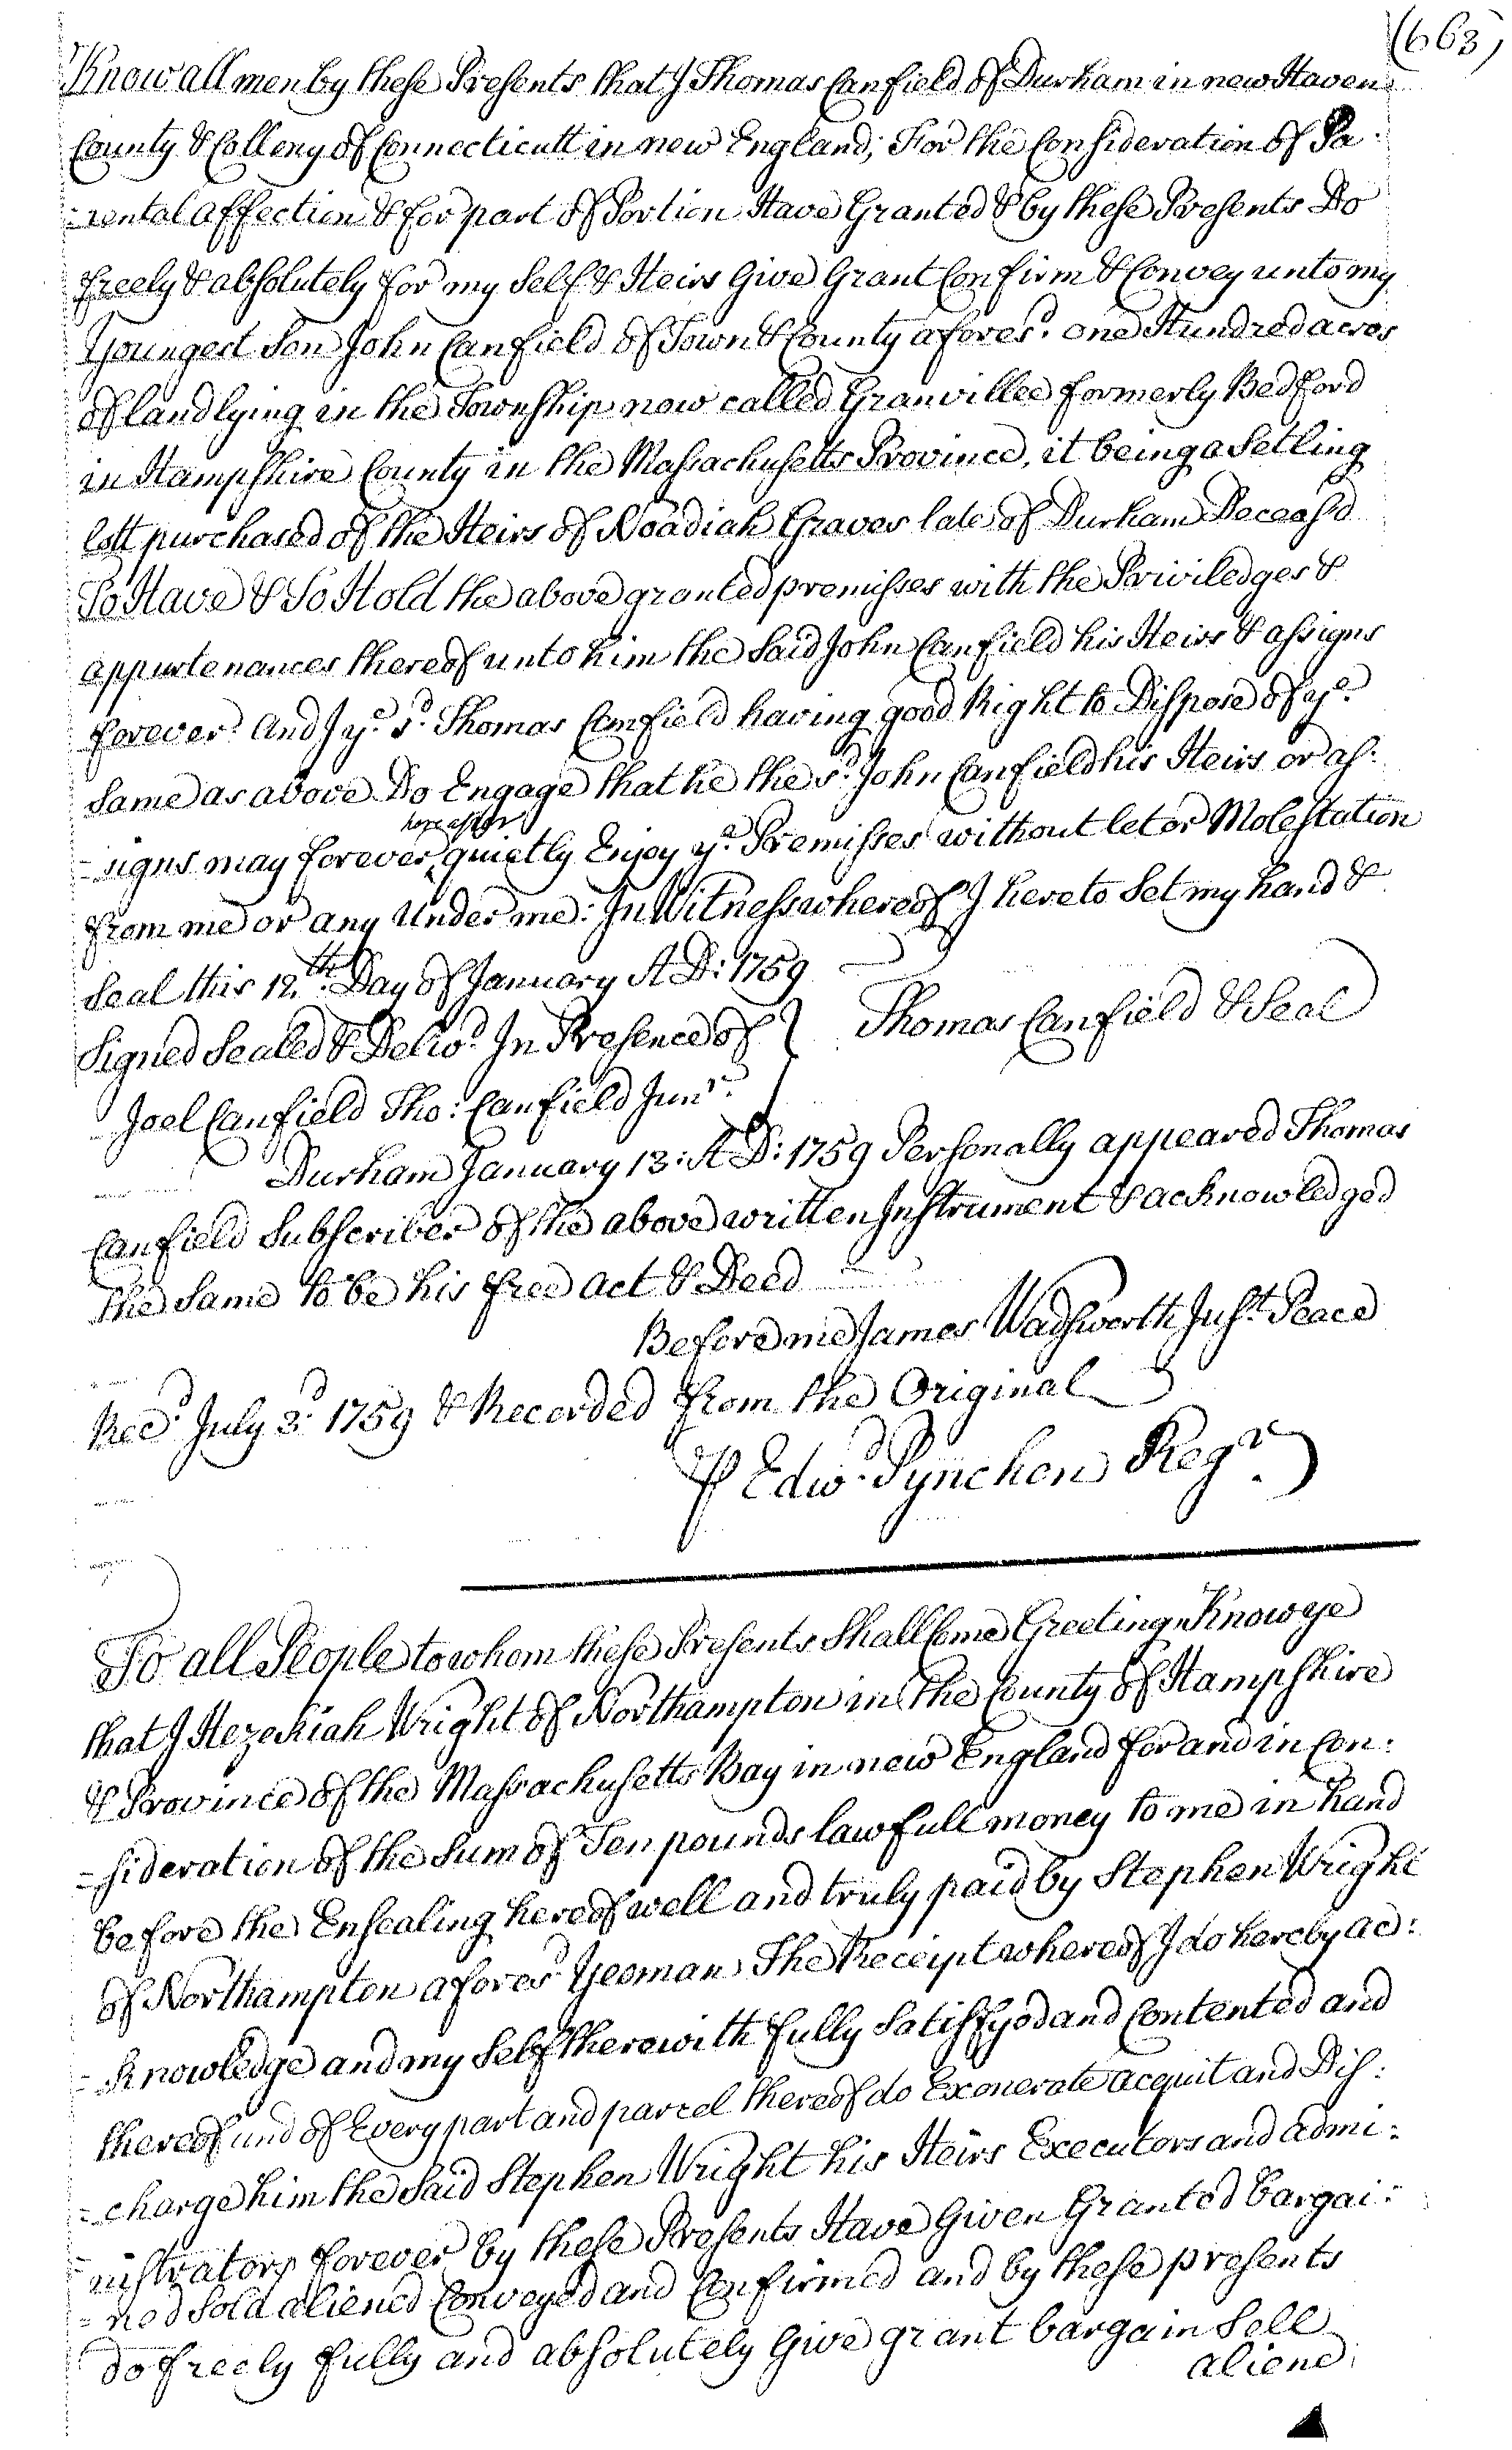 (663)
Know all men by these Presents that I Thomas Canfield of Durham in new Haven
County & Collony of Connecticutt in new England; For the Consideration of Pa-
-rental affection & for part of Portion Have Granted & by these Presents Do
freely & absolutely for my Self & Heirs Give Grant Confirm & Convey unto my
Youngest Son John Canfield of Town & County afores.d one Hundred acres
of land lying in the Township now called Granvillee formerly Bedford
in Hampshire County in the Massachusetts Province, it being a Setling
lott purchased of the Heirs of Noadiah Graves late of Durham Deceas'd
To Have & To Hold the above granted premisses with the Priviledges &
appurtenances thereof unto him the Said John Canfield his Heirs & assigns
forever. And I y.e s.d Thomas Canfield having good Right to Dispose of y.e
Same as above Do Engage that he the s.d John Canfield his Heirs or as:
-signs may forever hereafter quietly Enjoy y.e Premisses without let or Molestation
from me or any Under me: In Witness whereof I hereto Set my hand &
Seal this 12.th Day of January A D: 1759
Signed Sealed & Deliv.d In Presence of } Thomas Canfield & Seal
Joel Canfield Tho: Canfield Jun.r
Durham January 13: A D: 1759 Personally appeared Thomas
Canfield Subscriber of the above written Instrument & acknowledged
the Same to be his free act & Deed
Before me James Wadsworth Just. Peace
Rec.d July 3.d 1759 & Recorded from the Original
P Edw.d Pynchon Reg.r
To all People to whom these Presents Shall Come Greeting Know ye
that I Hezekiah Wright of Northampton in the County of Hampshire
& Province of the Massachusetts Bay in new England for and in Con:
-sideration of the Sum of Ten pounds lawfull money to me in hand
before the Ensealing hereof well and truly paid by Stephen Wright
of Northampton afores.d Yeoman The Receipt whereof I do hereby ac:
-knowledge and my Self therewith fully Satisfyed and Contented and
thereof and of Every part and parcel thereof do Exonerate acquit and Dis:
-charge him the Said Stephen Wright his Heirs Executors and admi:
-nistrators forever by these Presents Have Given Granted bargai:
-ned Sold aliened Conveyed and Confirmed and by these presents
do freely fully and absolutely Give grant bargain Sell
aliene